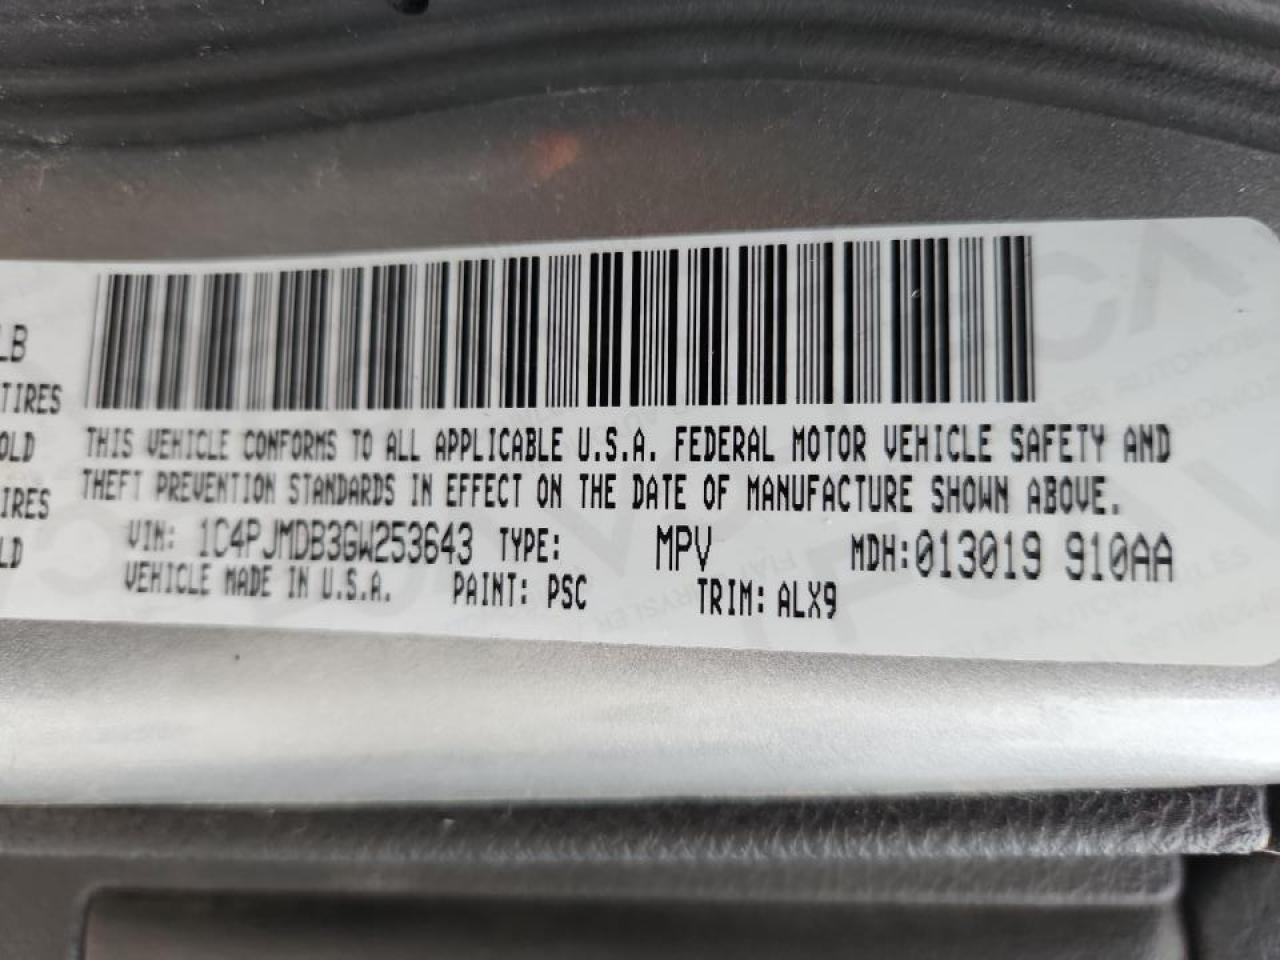 LB
TIRES
OLD
IRES
LD
THIS VEHICLE CONFORMS TO ALL APPLICABLE U.S.A. FEDERAL MOTOR VEHICLE SAFETY AND
THEFT PREVENTION STANDARDS IN EFFECT ON THE DATE OF MANUFACTURE SHOWN ABOVE.
VIN: 1C4PJMDB3GW253643 TYPE: MPV MDH:013019 910AA
VEHICLE MADE IN U.S.A. PAINT: PSC TRIM: ALX9